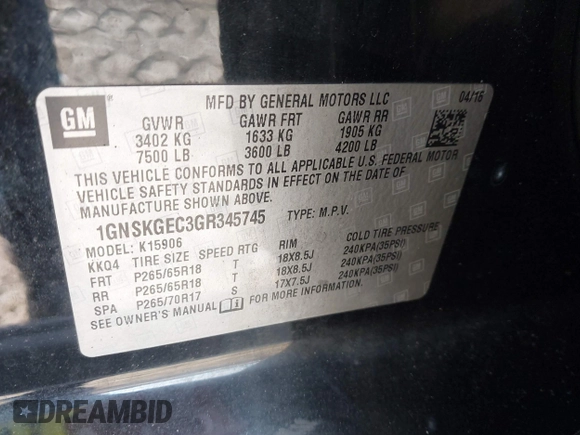 MFD BY GENERAL MOTORS LLC 04/16
GM
GVWR GAWR FRT GAWR RR
3402 KG 1633 KG 1905 KG
7500 LB 3600 LB 4200 LB
THIS VEHICLE CONFORMS TO ALL APPLICABLE U.S. FEDERAL MOTOR
VEHICLE SAFETY STANDARDS IN EFFECT ON THE DATE OF
MANUFACTURE SHOWN ABOVE.
1GNSKGEC3GR345745 TYPE: M.P.V.
MODEL: K15906
KKQ4 TIRE SIZE SPEED RTG RIM COLD TIRE PRESSURE
FRT P265/65R18 T 18X8.5J 240KPA(35PSI)
RR P265/65R18 T 18X8.5J 240KPA(35PSI)
SPA P265/70R17 S 17X7.5J 240KPA(35PSI)
SEE OWNER'S MANUAL FOR MORE INFORMATION.
DREAMBID